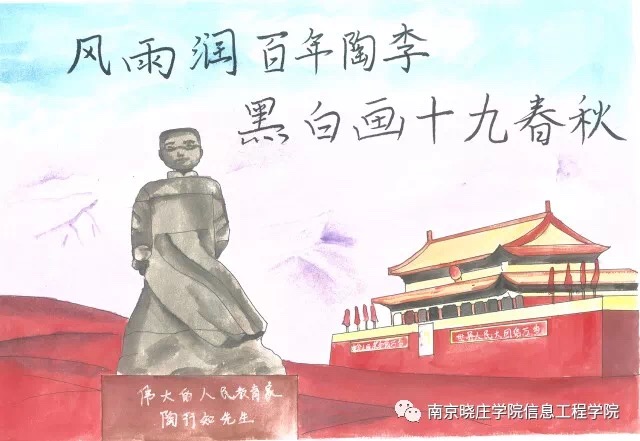 风雨润百年陶李
黑白画十九春秋
世界人民大团结万岁
伟大的人民教育家
陶行知先生
南京晓庄学院信息工程学院